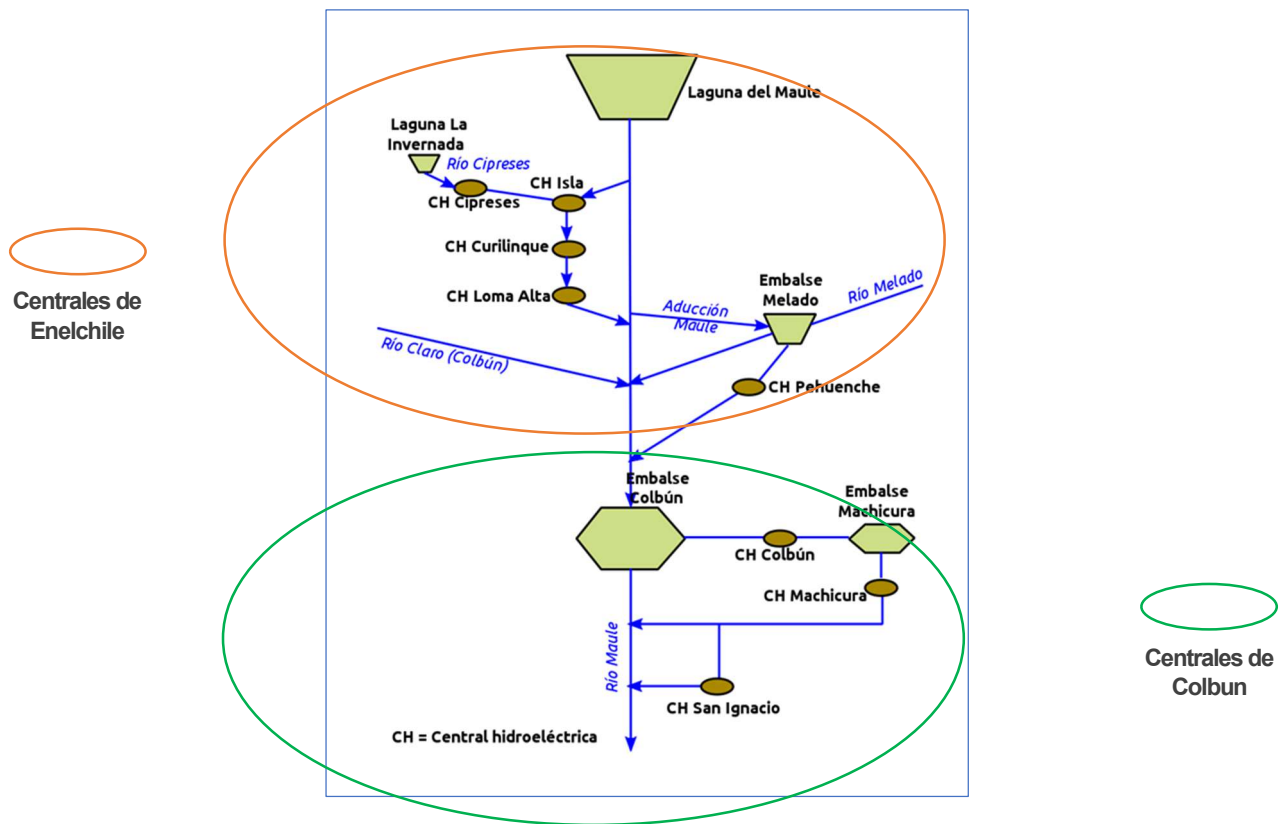 Laguna del Maule
Laguna La
Invernada
Río Cipreses
CH Isla
CH Cipreses
CH Curilinque
CH Loma Alta
Aducción
Maule
Embalse
Melado
Río Melado
Río Claro (Colbún)
CH Pehuenche
Centrales de
Enelchile
Embalse
Colbún
Embalse
Machicura
CH Colbún
CH Machicura
Río Maule
CH San Ignacio
CH = Central hidroeléctrica
Centrales de
Colbun